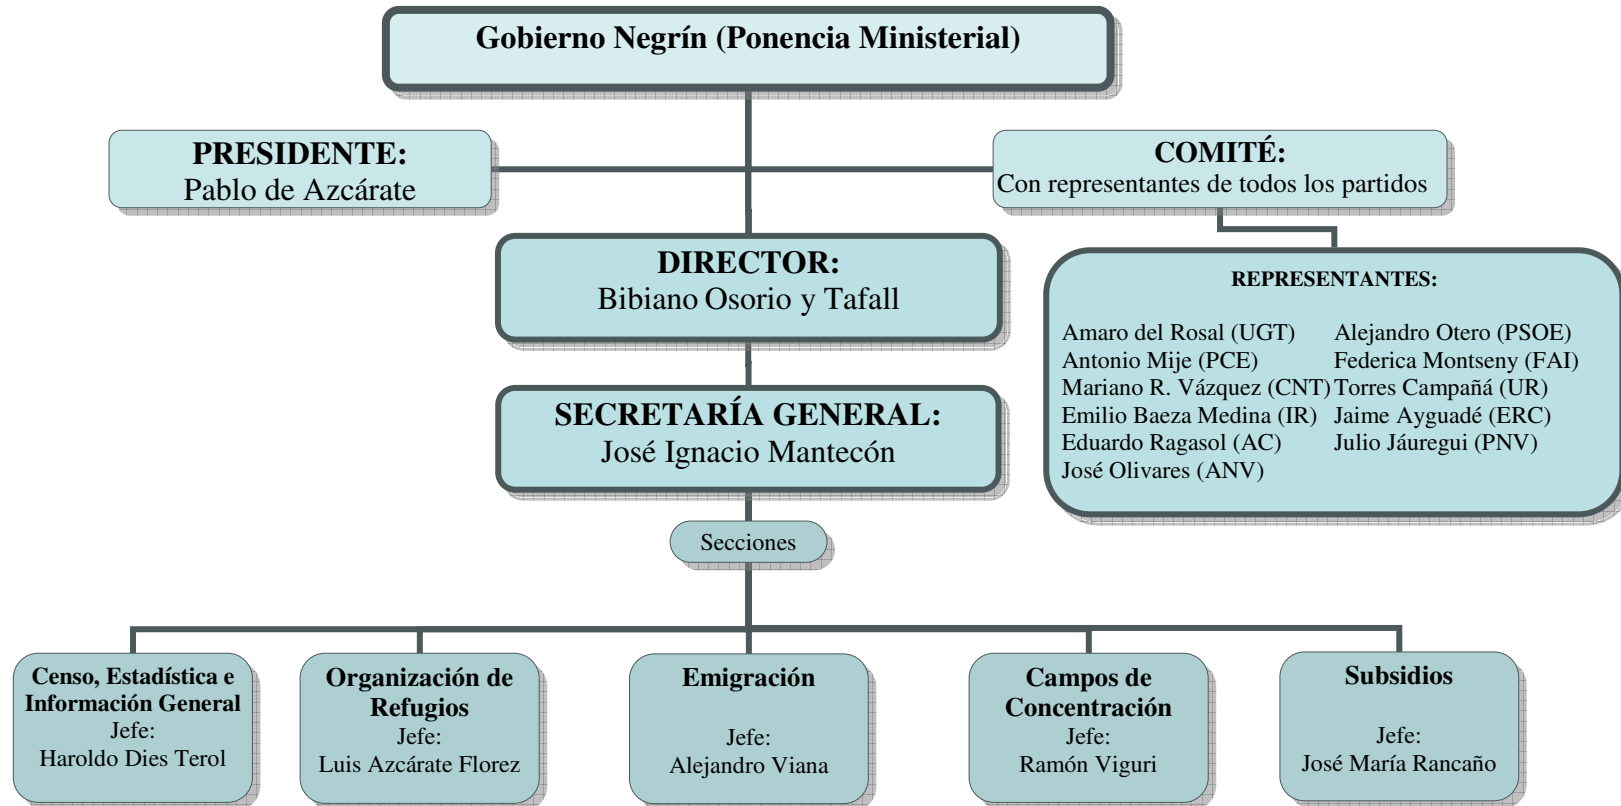 Gobierno Negrín (Ponencia Ministerial)
PRESIDENTE:
Pablo de Azcárate
COMITÉ:
Con representantes de todos los partidos
DIRECTOR:
Bibiano Osorio y Tafall
REPRESENTANTES:
Amaro del Rosal (UGT) Alejandro Otero (PSOE)
Antonio Mije (PCE) Federica Montseny (FAI)
Mariano R. Vázquez (CNT) Torres Campañá (UR)
Emilio Baeza Medina (IR) Jaime Ayguadé (ERC)
Eduardo Ragasol (AC) Julio Jáuregui (PNV)
José Olivares (ANV)
SECRETARÍA GENERAL:
José Ignacio Mantecón
Secciones
Censo, Estadística e
Información General
Jefe:
Haroldo Dies Terol
Organización de
Refugios
Jefe:
Luis Azcárate Florez
Emigración
Jefe:
Alejandro Viana
Campos de
Concentración
Jefe:
Ramón Viguri
Subsidios
Jefe:
José María Rancaño